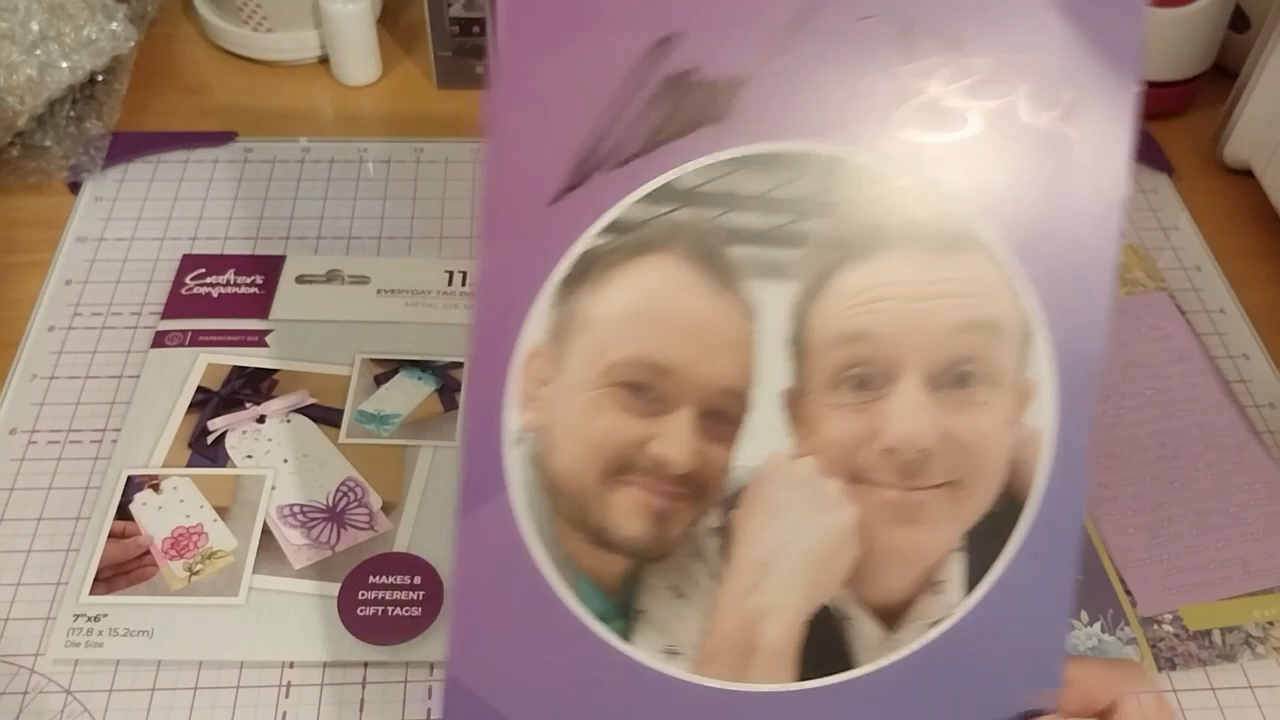 Crafter's
Companion
11
EVERYDAY TAG
METAL DIE
PAPERCRAFT DIE
MAKES 8
DIFFERENT
GIFT TAGS!
7"x6"
(17.8 x 15.2cm)
Die Size